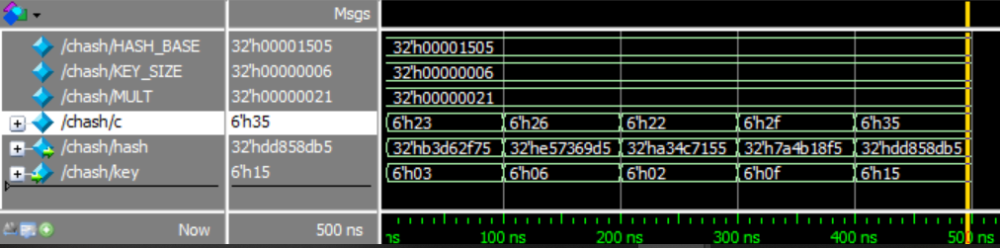 Msgs
/chash/HASH_BASE 32'h00001505 32'h00001505
/chash/KEY_SIZE 32'h00000006 32'h00000006
/chash/MULT 32'h00000021 32'h00000021
/chash/c 6'h35 6'h23 6'h26 6'h22 6'h2f 6'h35
/chash/hash 32'hdd858db5 32'hb3d62f75 32'he57369d5 32'ha34c7155 32'h7a4b18f5 32'hdd858db5
/chash/key 6'h15 6'h03 6'h06 6'h02 6'h0f 6'h15
Now 500 ns ns 100 ns 200 ns 300 ns 400 ns 500 ns